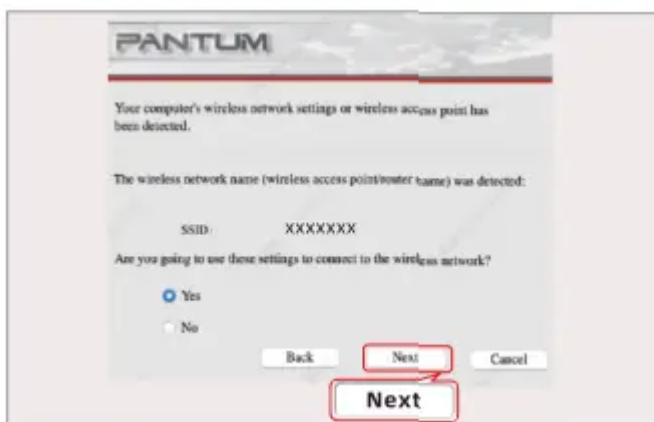 PANTUM
Your computer's wireless network settings or wireless access point has
been detected.
The wireless network name (wireless access point/router name) was detected:
SSID: XXXXXXX
Are you going to use these settings to connect to the wireless network?
Yes
No
Back Next Cancel
Next